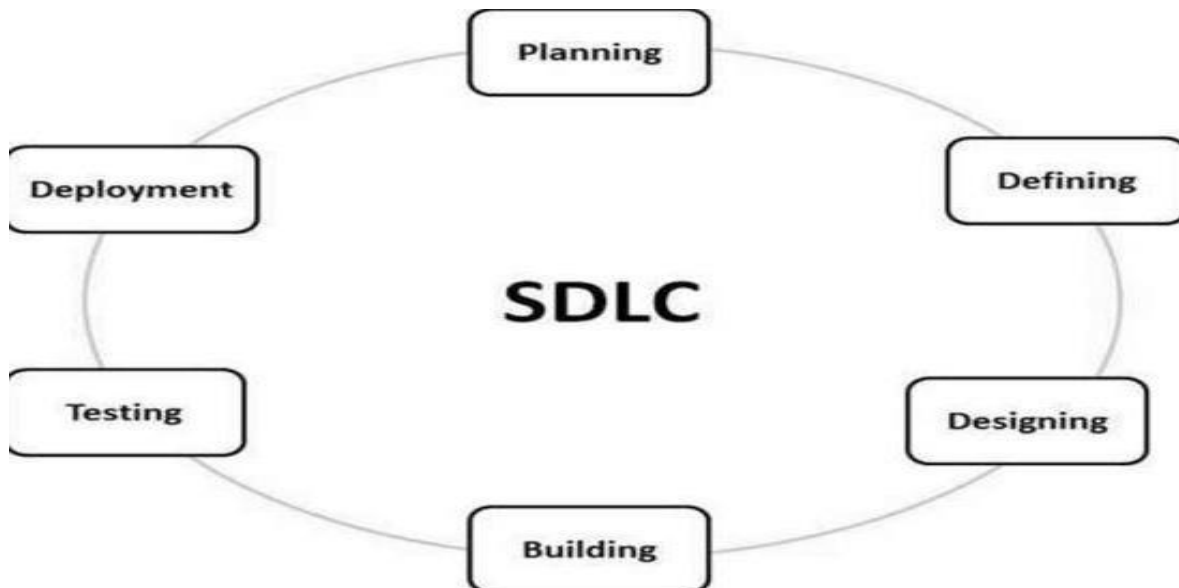 Planning
Defining
Designing
Building
Testing
Deployment
SDLC